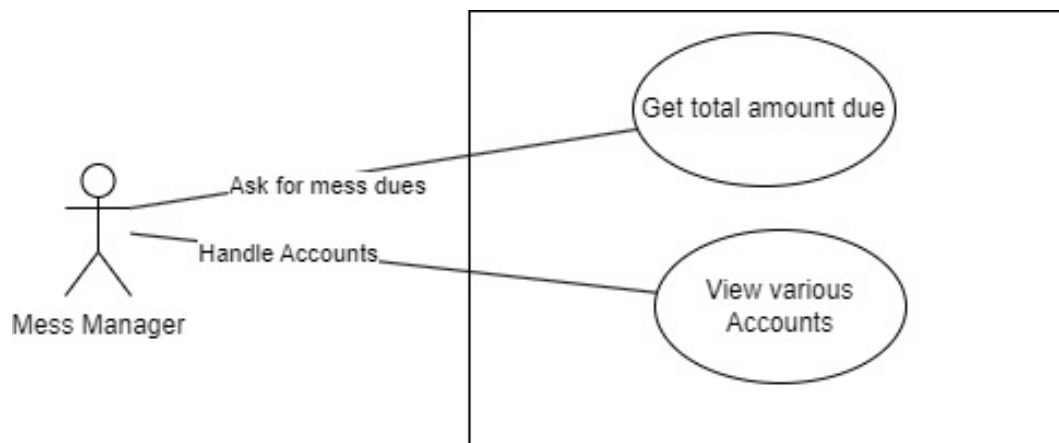 Get total amount due
Ask for mess dues
Handle Accounts
View various
Accounts
Mess Manager